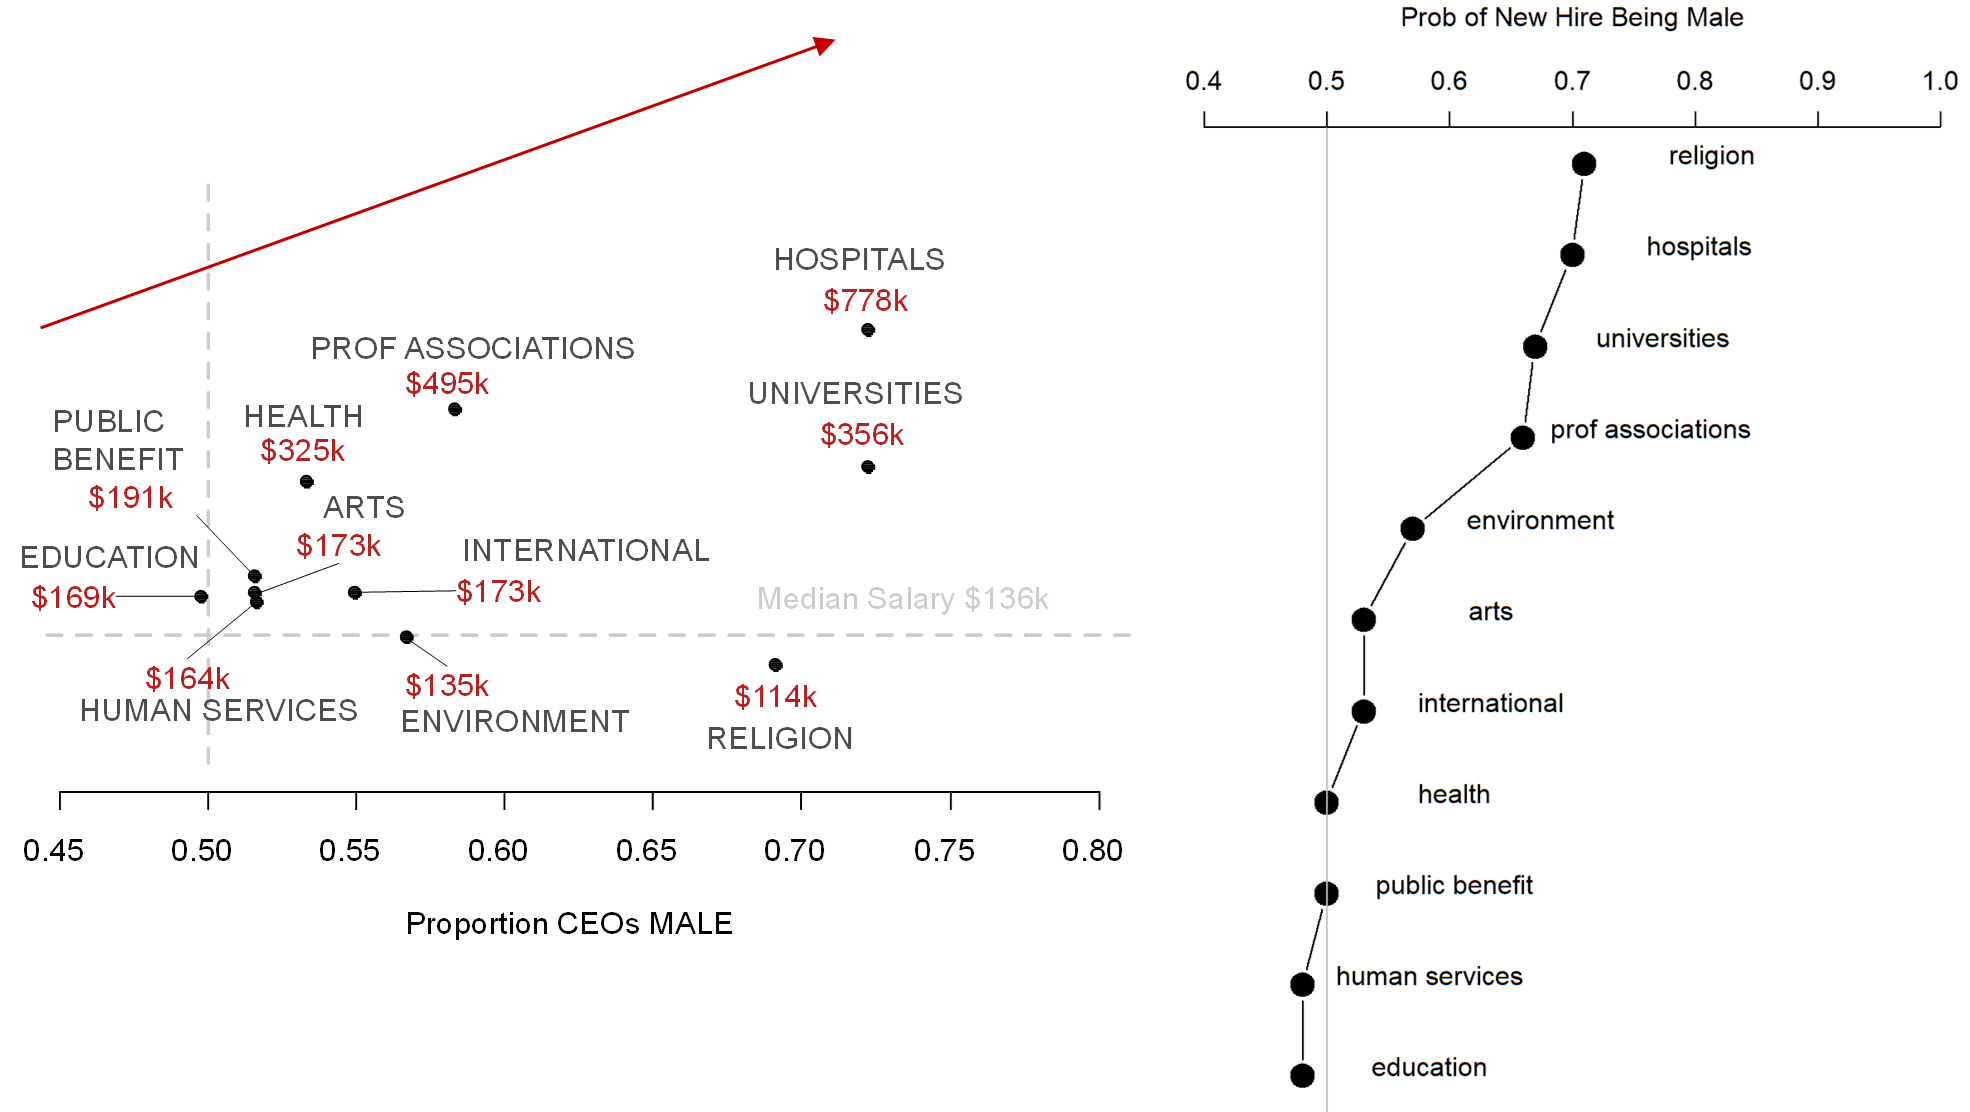 HOSPITALS
$778k
PROF ASSOCIATIONS
$495k
UNIVERSITIES
$356k
PUBLIC
BENEFIT
$191k
HEALTH
$325k
ARTS
$173k
EDUCATION
$169k
INTERNATIONAL
$173k
Median Salary $136k
$164k
HUMAN SERVICES
$135k
ENVIRONMENT
$114k
RELIGION
0.45 0.50 0.55 0.60 0.65 0.70 0.75 0.80
Proportion CEOs MALE
Prob of New Hire Being Male
0.4 0.5 0.6 0.7 0.8 0.9 1.0
religion
hospitals
universities
prof associations
environment
arts
international
health
public benefit
human services
education